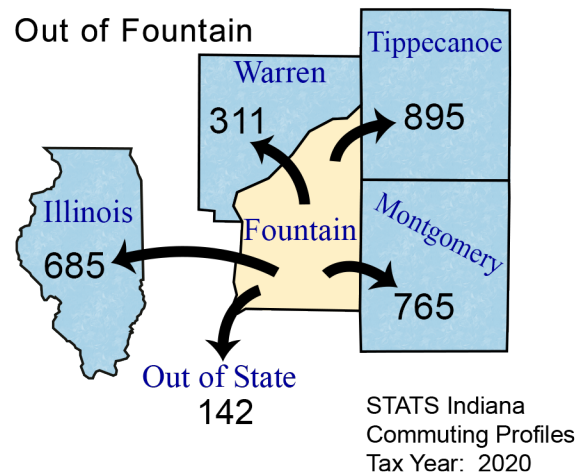 Out of Fountain
Tippecanoe
895
Warren
311
Illinois
685
Fountain
Montgomery
765
Out of State
142
STATS Indiana
Commuting Profiles
Tax Year: 2020